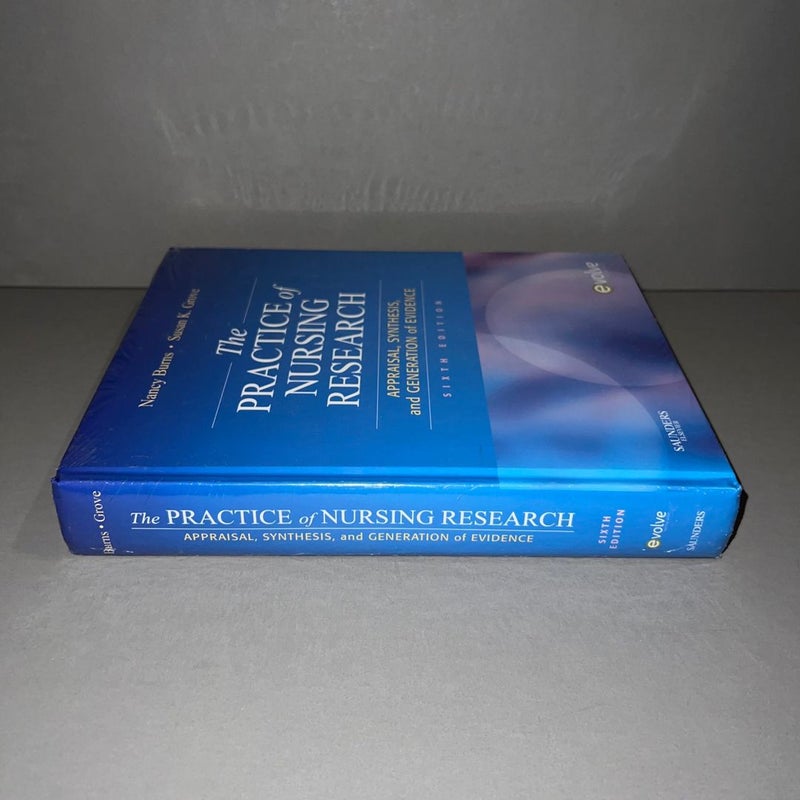 Nancy Burns • Susan K. Grove
The
PRACTICE of
NURSING
RESEARCH
APPRAISAL, SYNTHESIS,
and GENERATION of EVIDENCE
SIXTH EDITION
evolve
SAUNDERS
ELSEVIER
Burns • Grove
The PRACTICE of NURSING RESEARCH
APPRAISAL, SYNTHESIS, and GENERATION of EVIDENCE
SIXTH
EDITION
evolve
SAUNDERS